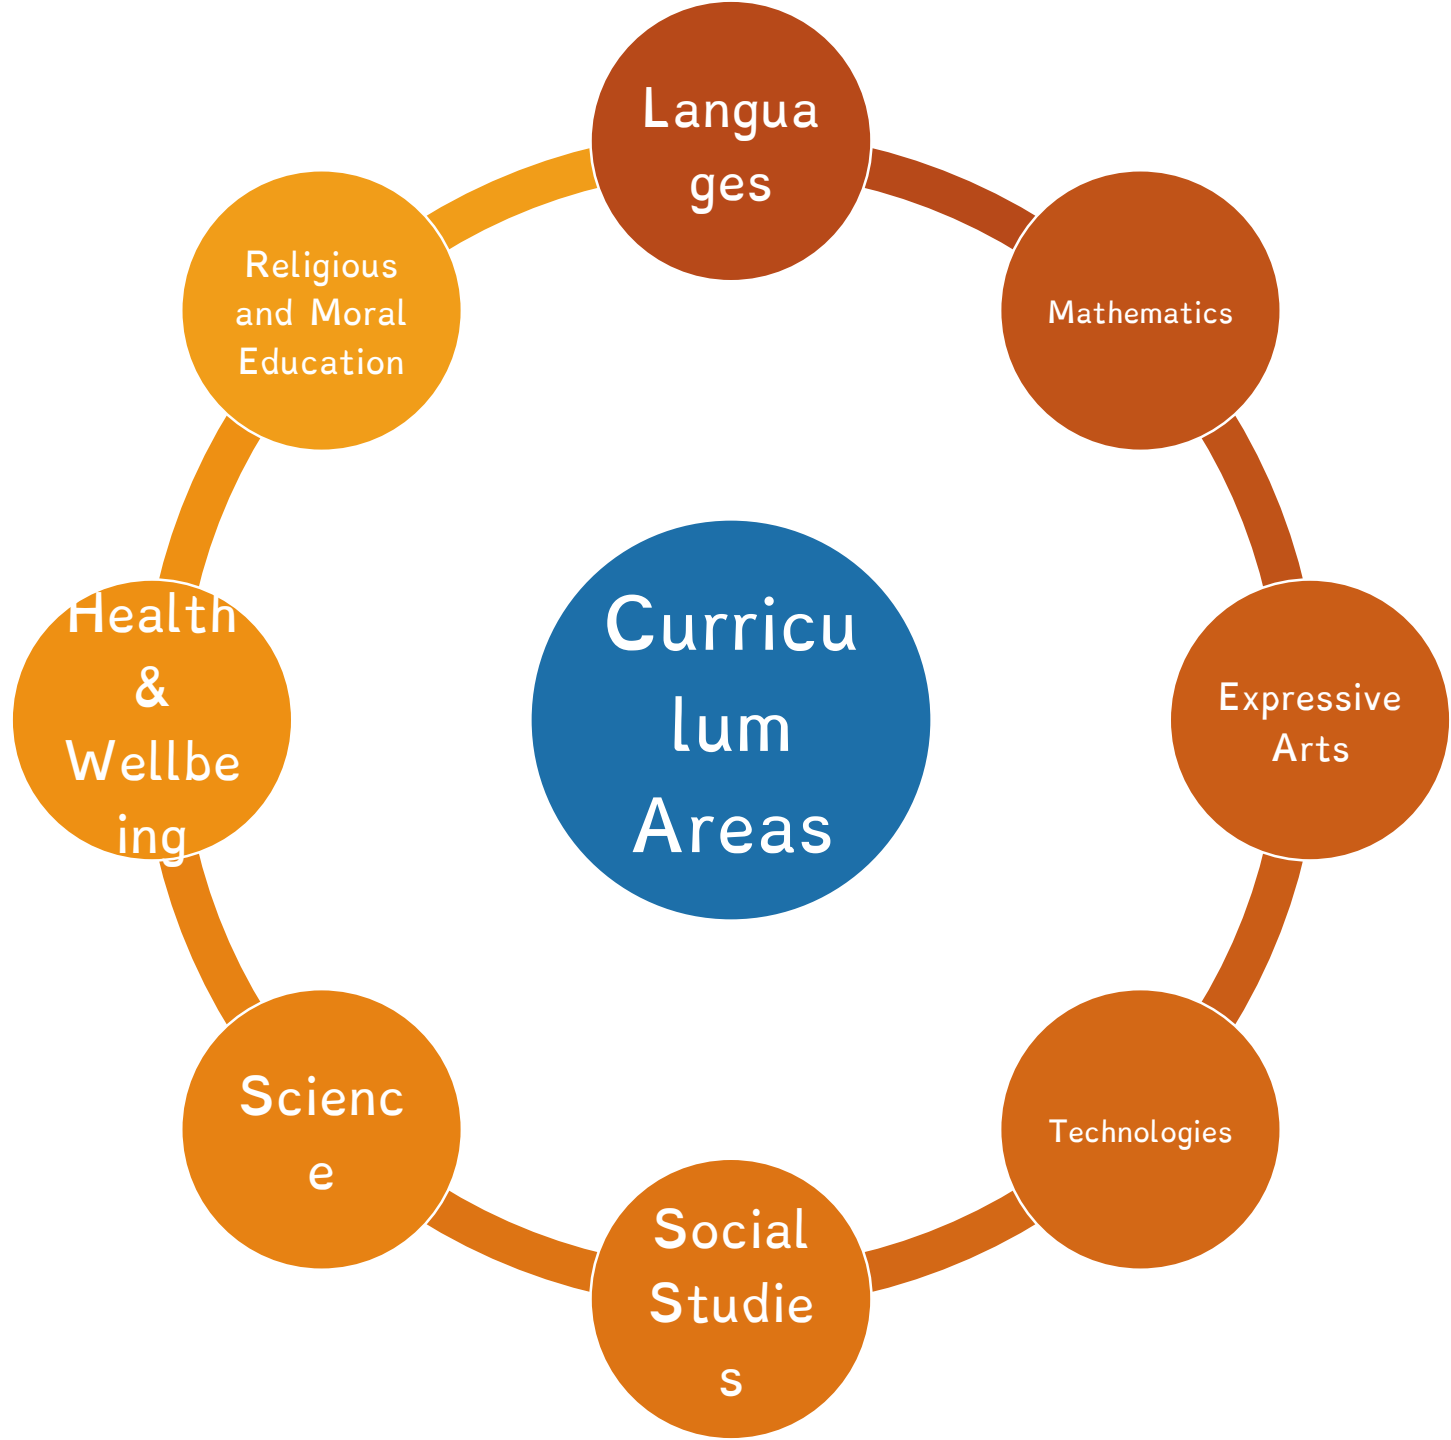 Langua
ges
Mathematics
Expressive
Arts
Technologies
Social
Studie
s
Scienc
e
Health
&
Wellbe
ing
Religious
and Moral
Education
Curricu
lum
Areas